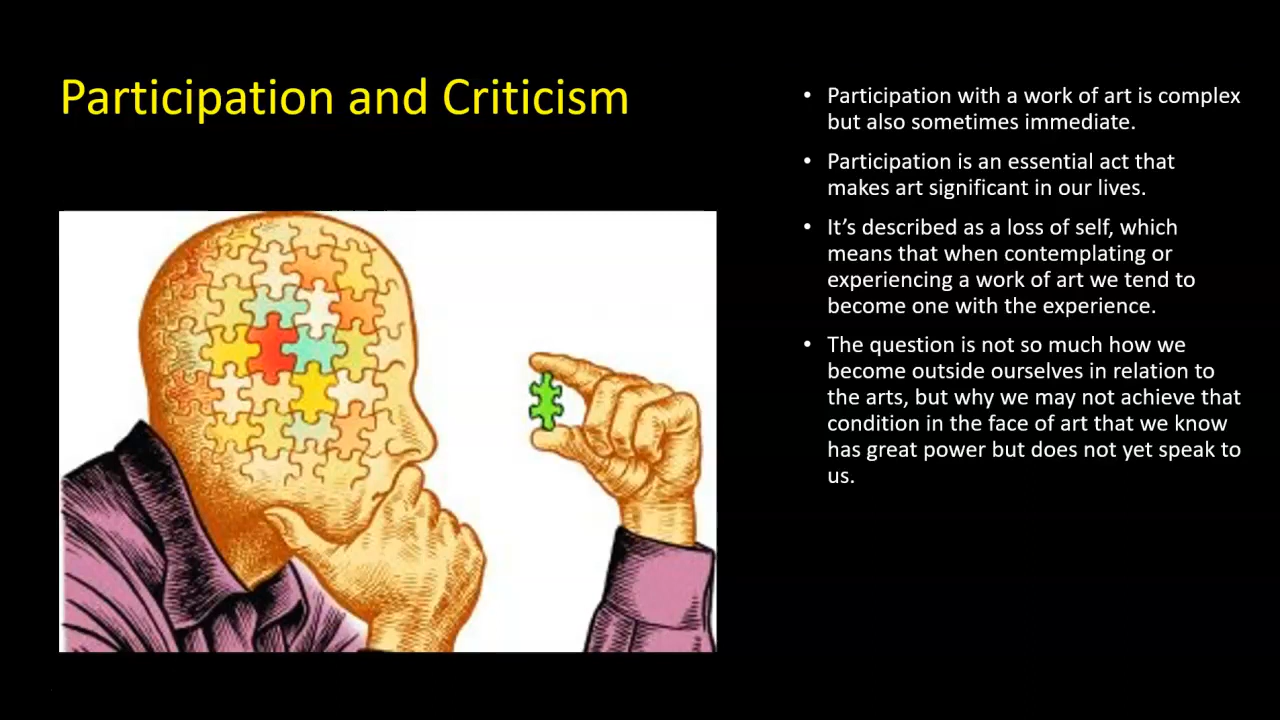 Participation and Criticism
• Participation with a work of art is complex
but also sometimes immediate.
• Participation is an essential act that
makes art significant in our lives.
• It’s described as a loss of self, which
means that when contemplating or
experiencing a work of art we tend to
become one with the experience.
• The question is not so much how we
become outside ourselves in relation to
the arts, but why we may not achieve that
condition in the face of art that we know
has great power but does not yet speak to
us.